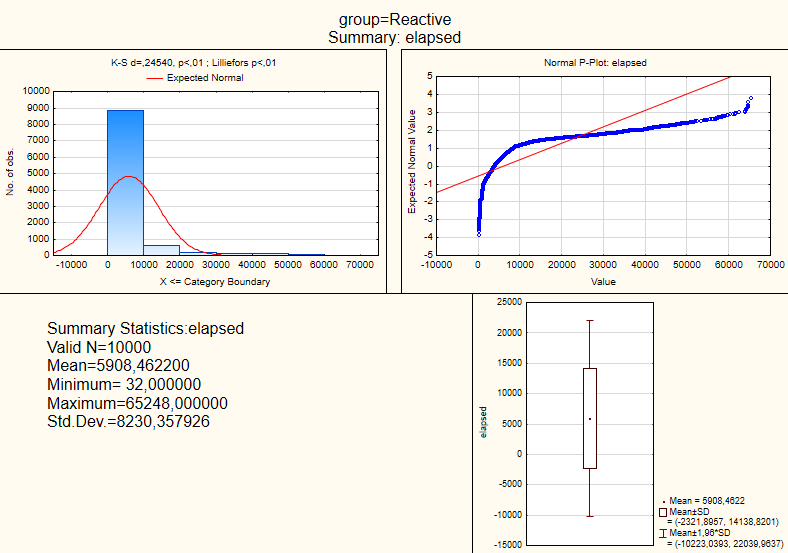 group=Reactive
Summary: elapsed
K-S d=,24540, p<,01 ; Lilliefors p<,01
Expected Normal
10000
9000
8000
7000
6000
5000
4000
3000
2000
1000
0
No. of obs.
-10000 0 10000 20000 30000 40000 50000 60000 70000
X <= Category Boundary
Normal P-Plot: elapsed
5
4
3
2
1
0
-1
-2
-3
-4
-5
Expected Normal Value
-10000 0 10000 20000 30000 40000 50000 60000 70000
Value
Summary Statistics:elapsed
Valid N=10000
Mean=5908,462200
Minimum= 32,000000
Maximum=65248,000000
Std.Dev.=8230,357926
25000
20000
15000
10000
5000
0
-5000
-10000
-15000
elapsed
Mean = 5908,4622
Mean±SD
= (-2321,8957, 14138,8201)
Mean±1,96*SD
= (-10223,0393, 22039,9637)